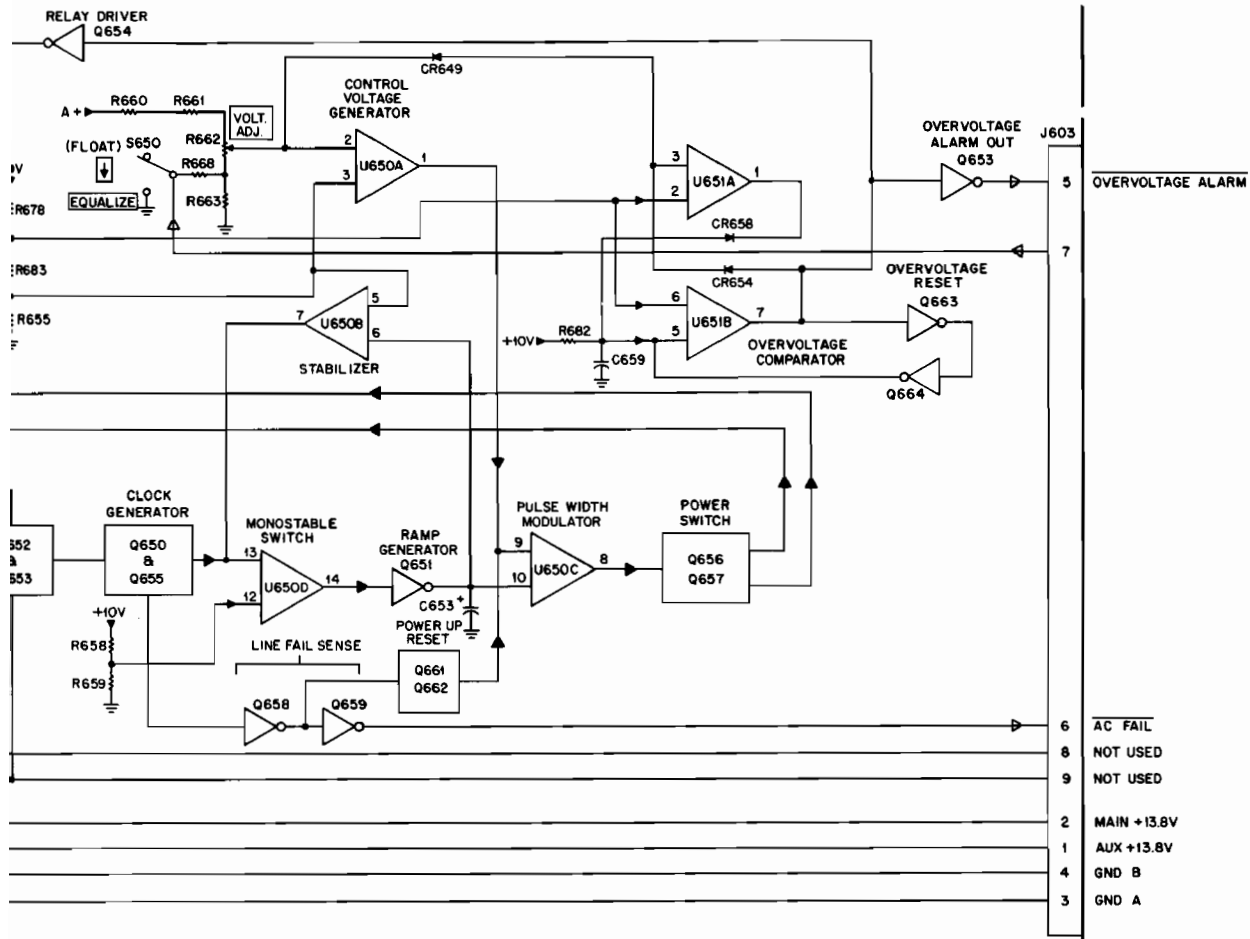 RELAY DRIVER
Q654
CR649
CONTROL
VOLTAGE
GENERATOR
A+
R660
R661
VOLT.
ADJ.
R662
(FLOAT)
S650
R668
EQUALIZE
R663
2
3
U650A
1
3
2
U651A
1
CR658
OVERVOLTAGE
ALARM OUT
Q653
J603
5
OVERVOLTAGE ALARM
7
R678
R683
R655
CR654
OVERVOLTAGE
RESET
Q663
7
U650B
5
6
STABILIZER
+10V
R682
C659
6
5
U651B
7
OVERVOLTAGE
COMPARATOR
Q664
CLOCK
GENERATOR
Q650
&
Q655
MONOSTABLE
SWITCH
13
12
U650D
14
RAMP
GENERATOR
Q651
C653
+
PULSE WIDTH
MODULATOR
9
10
U650C
8
POWER
SWITCH
Q656
Q657
652
&
653
+10V
R658
R659
LINE FAIL SENSE
POWER UP
RESET
Q661
Q662
Q658
Q659
6 AC FAIL
8 NOT USED
9 NOT USED
2 MAIN +13.8V
1 AUX +13.8V
4 GND B
3 GND A